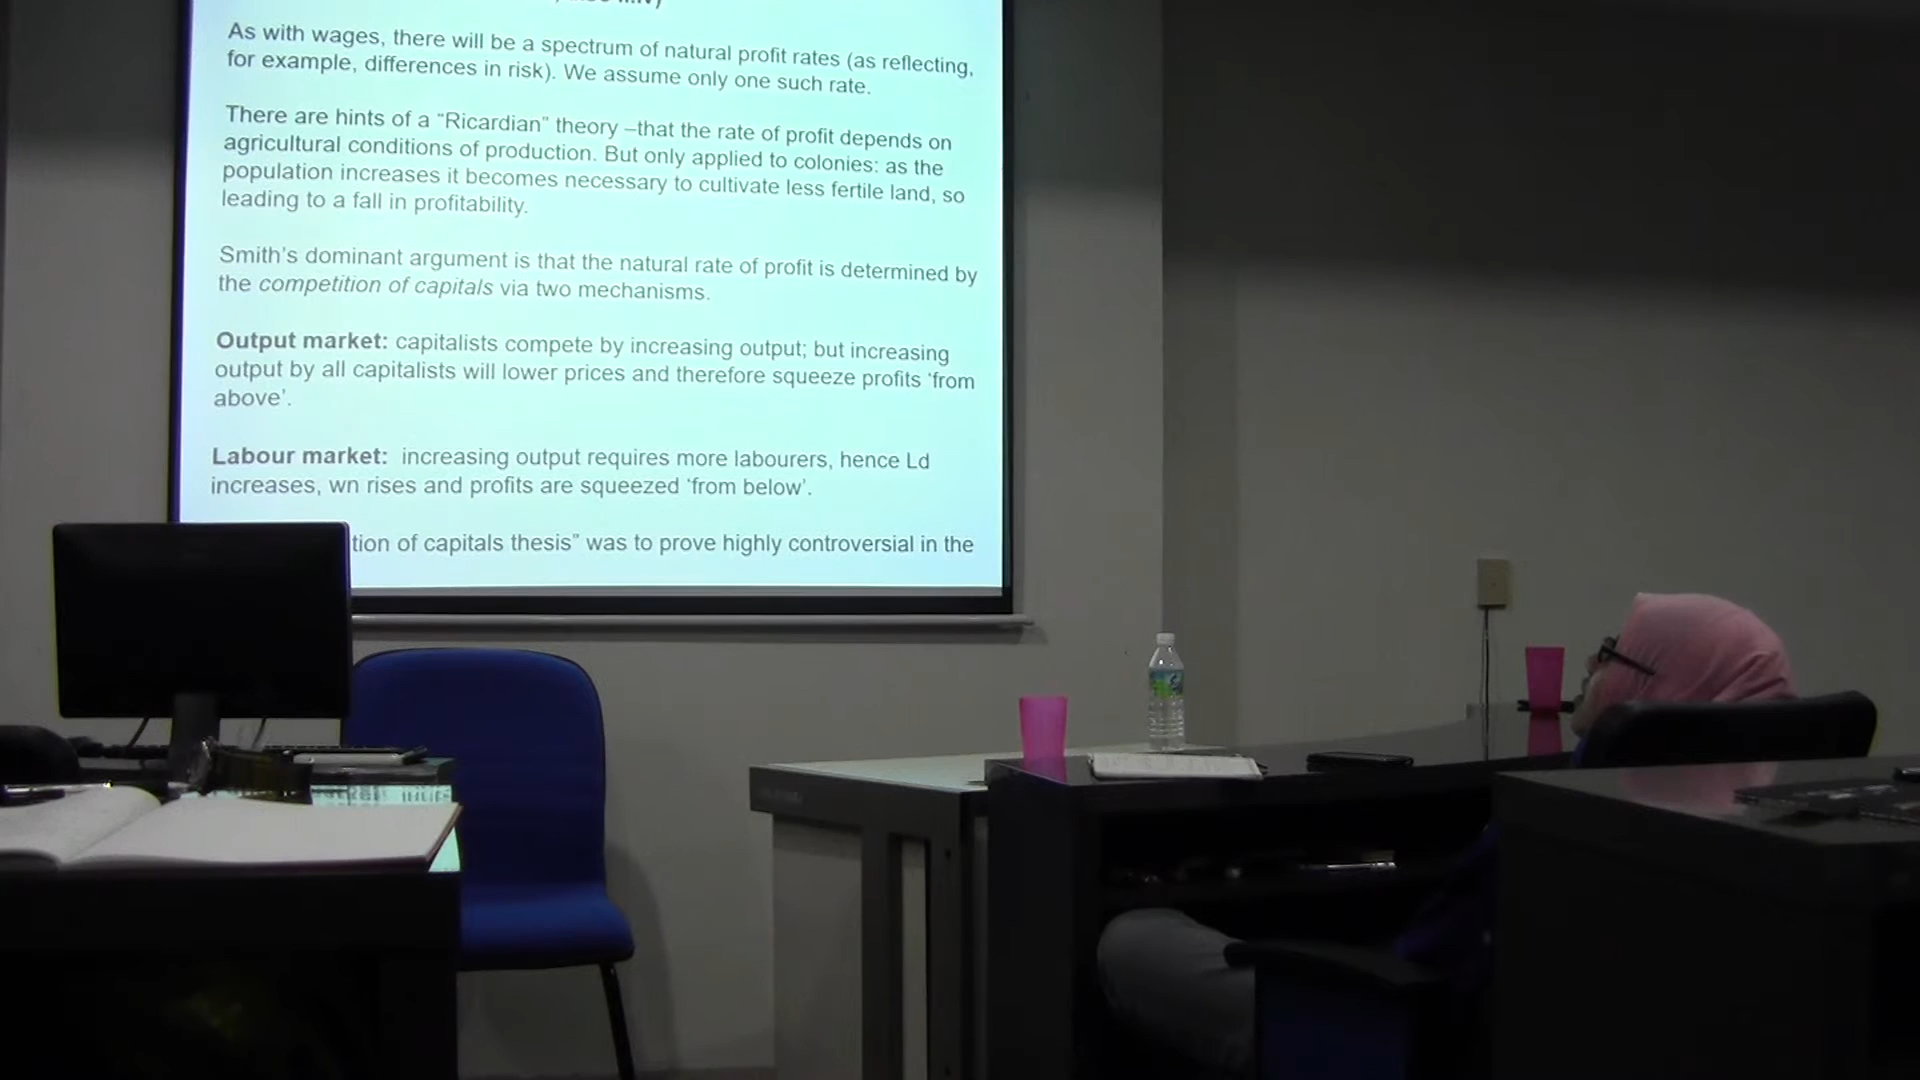 As with wages, there will be a spectrum of natural profit rates (as reflecting,
for example, differences in risk). We assume only one such rate.
There are hints of a “Ricardian” theory –that the rate of profit depends on
agricultural conditions of production. But only applied to colonies: as the
population increases it becomes necessary to cultivate less fertile land, so
leading to a fall in profitability.
Smith’s dominant argument is that the natural rate of profit is determined by
the competition of capitals via two mechanisms.
Output market: capitalists compete by increasing output; but increasing
output by all capitalists will lower prices and therefore squeeze profits ‘from
above’.
Labour market: increasing output requires more labourers, hence Ld
increases, wn rises and profits are squeezed ‘from below’.
tion of capitals thesis” was to prove highly controversial in the